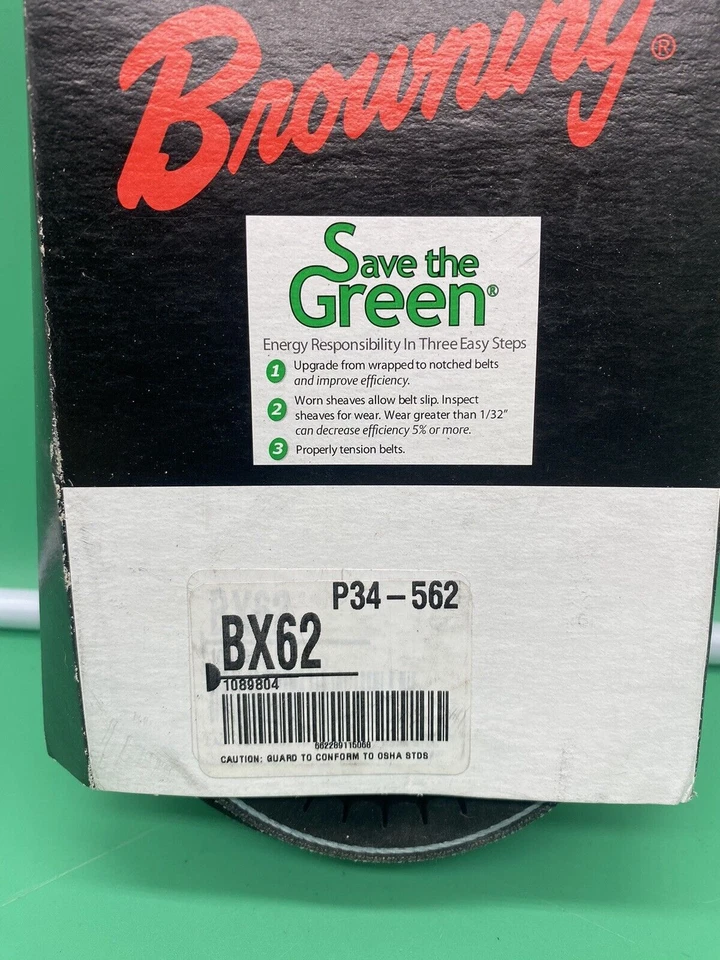 Browning®
Save the
Green®
Energy Responsibility In Three Easy Steps
1 Upgrade from wrapped to notched belts
and improve efficiency.
2 Worn sheaves allow belt slip. Inspect
sheaves for wear. Wear greater than 1/32"
can decrease efficiency 5% or more.
3 Properly tension belts.
P34-562
BX62
1089804
662289115068
CAUTION: GUARD TO CONFORM TO OSHA STDS